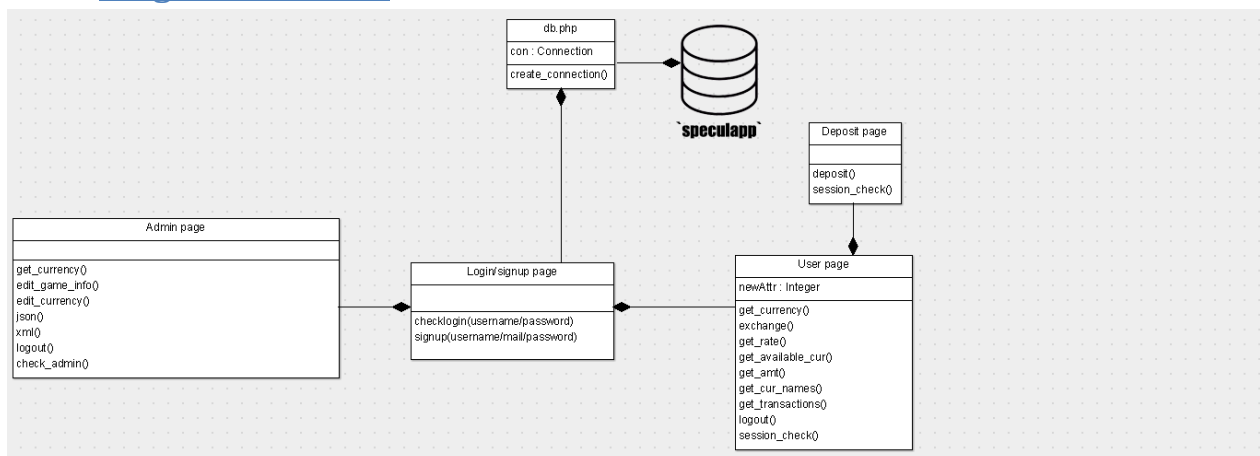 db.php
con : Connection
create_connection()
`speculapp`
Deposit page
deposit()
session_check()
Admin page
get_currency()
edit_game_info()
edit_currency()
json()
xml()
logout()
check_admin()
Login/signup page
checklogin(username/password)
signup(username/mail/password)
User page
newAttr : Integer
get_currency()
exchange()
get_rate()
get_available_cur()
get_amt()
get_cur_names()
get_transactions()
logout()
session_check()